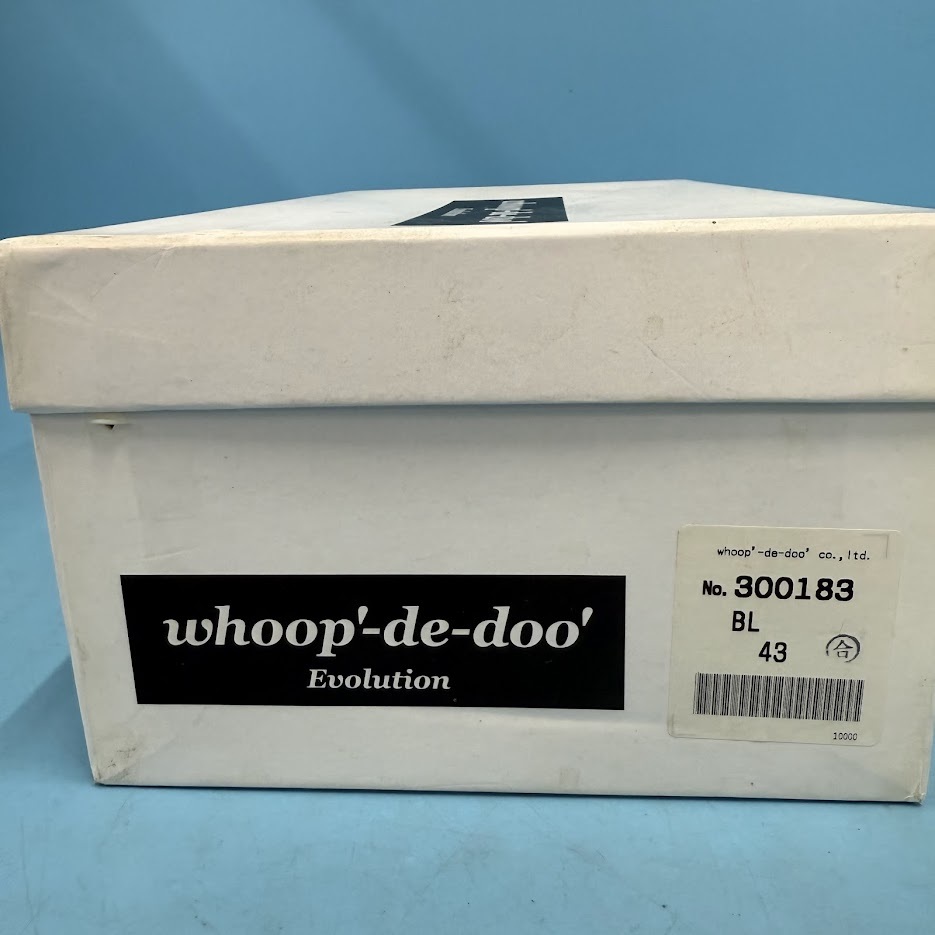 whoop'-de-doo'
Evolution
whoop'-de-doo' co.,ltd.
No. 300183
BL
43 合
10000